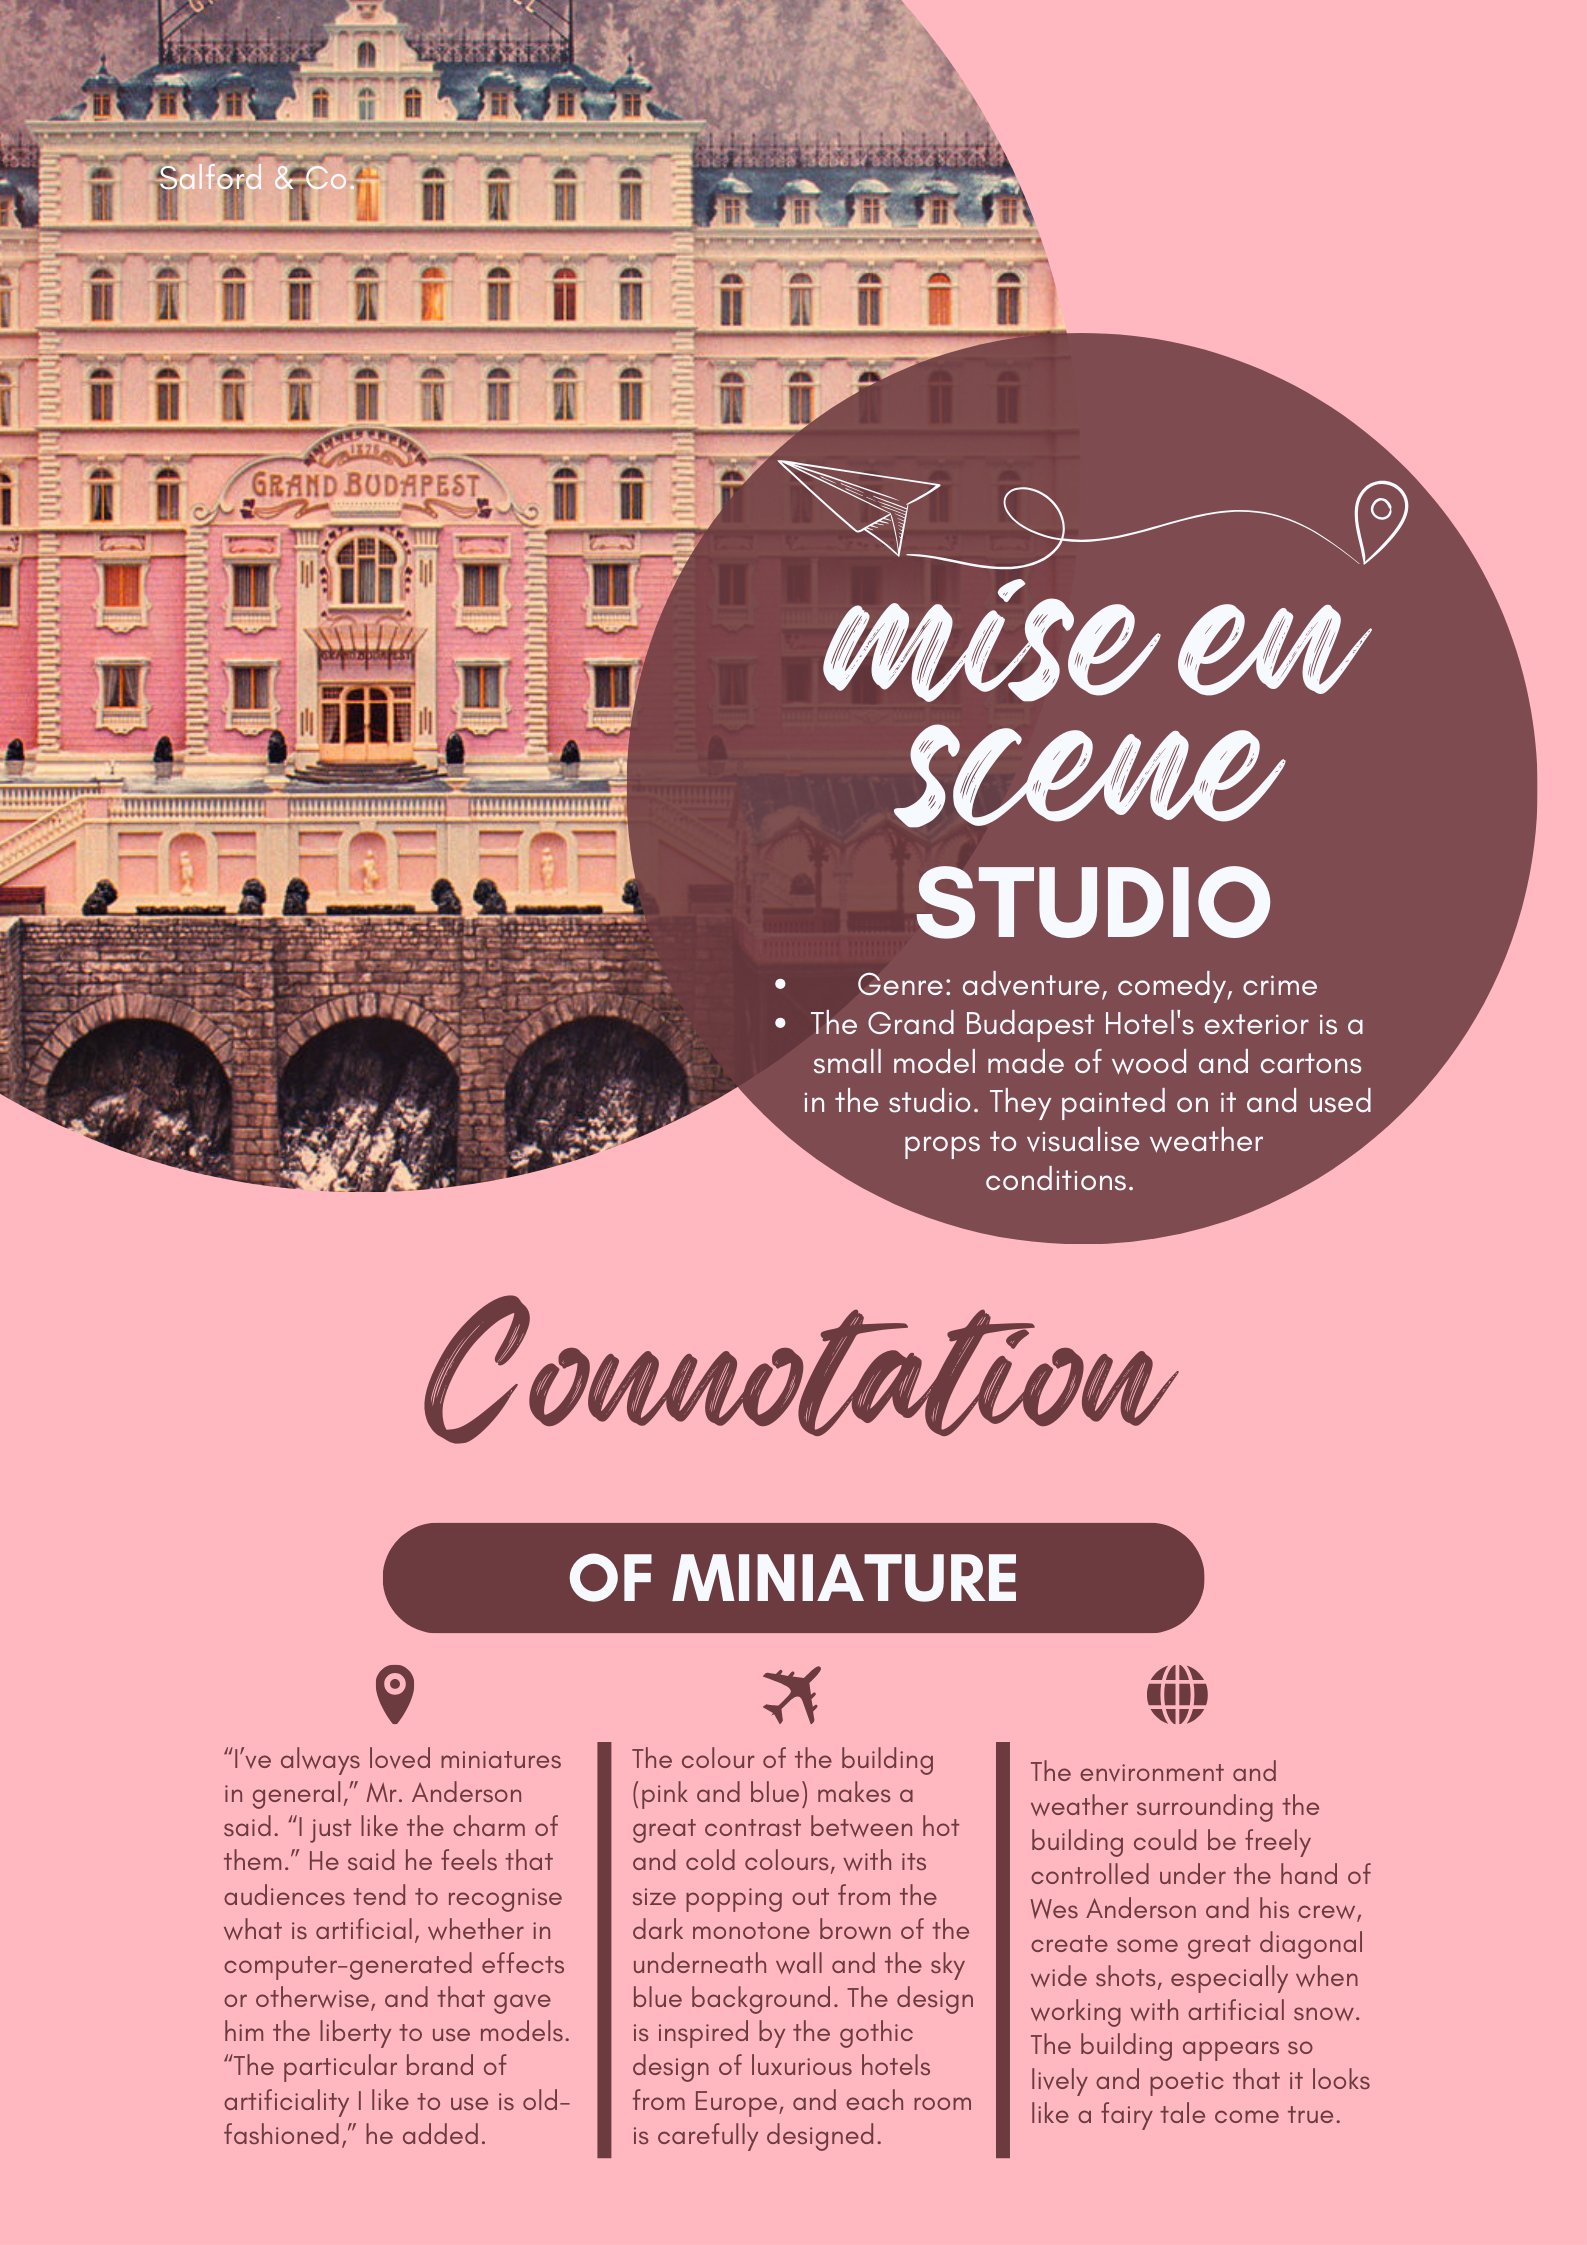 Salford & Co.
1875
GRAND BUDAPEST
GRAND BUDAPEST
mise en
scene
STUDIO
• Genre: adventure, comedy, crime
• The Grand Budapest Hotel's exterior is a
small model made of wood and cartons
in the studio. They painted on it and used
props to visualise weather
conditions.
Connotation
OF MINIATURE
“I’ve always loved miniatures
in general,” Mr. Anderson
said. “I just like the charm of
them.” He said he feels that
audiences tend to recognise
what is artificial, whether in
computer-generated effects
or otherwise, and that gave
him the liberty to use models.
“The particular brand of
artificiality I like to use is old-
fashioned,” he added.
The colour of the building
(pink and blue) makes a
great contrast between hot
and cold colours, with its
size popping out from the
dark monotone brown of the
underneath wall and the sky
blue background. The design
is inspired by the gothic
design of luxurious hotels
from Europe, and each room
is carefully designed.
The environment and
weather surrounding the
building could be freely
controlled under the hand of
Wes Anderson and his crew,
create some great diagonal
wide shots, especially when
working with artificial snow.
The building appears so
lively and poetic that it looks
like a fairy tale come true.